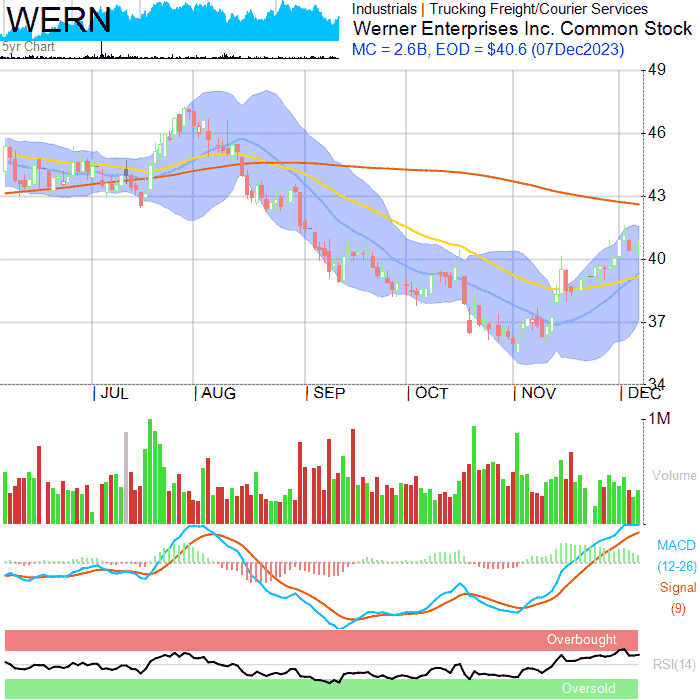 WERN
5yr Chart
Industrials | Trucking Freight/Courier Services
Werner Enterprises Inc. Common Stock
MC = 2.6B, EOD = $40.6 (07Dec2023)
49
46
43
40
37
34
JUL AUG SEP OCT NOV DEC
1M
Volume
MACD
(12-26)
Signal
(9)
Overbought
RSI(14)
Oversold